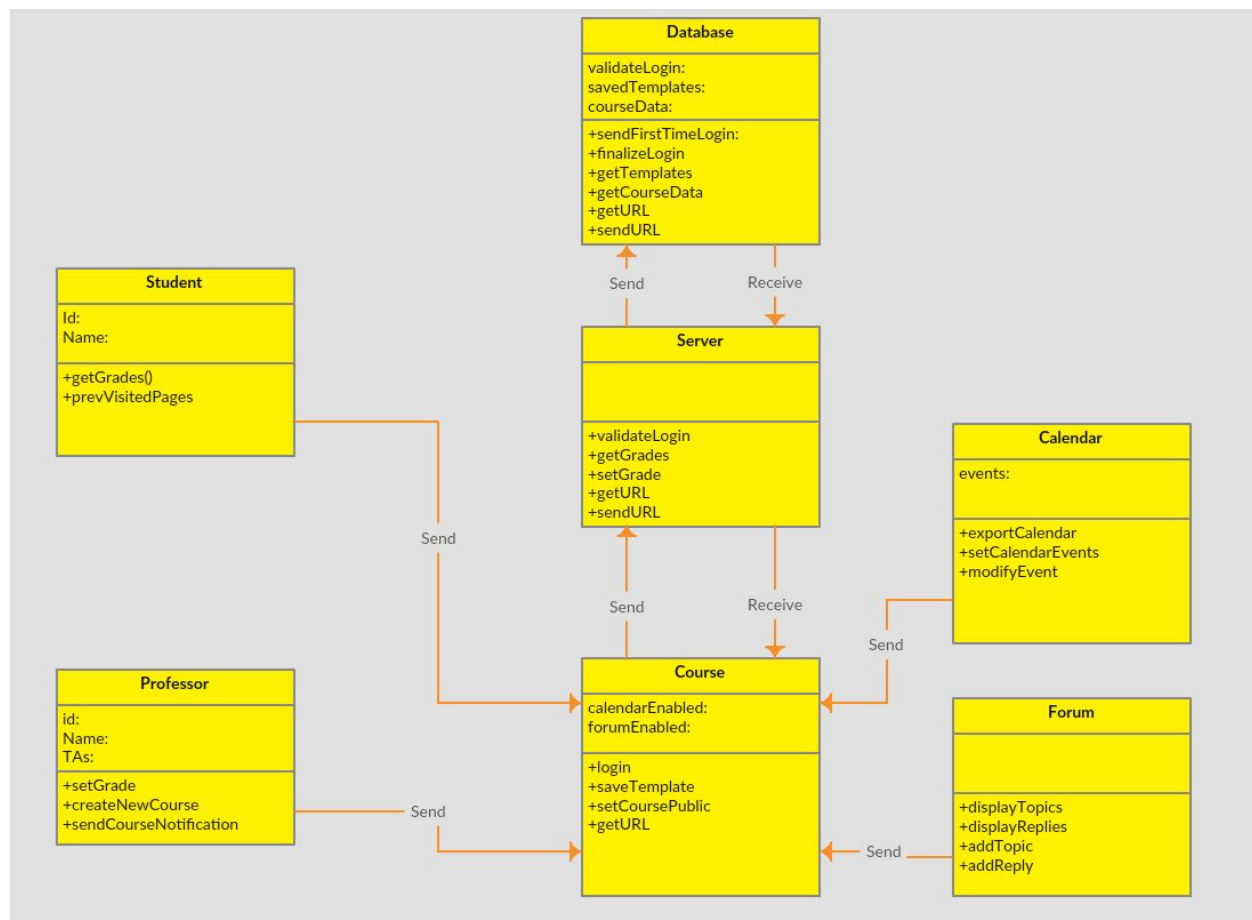 Database
validateLogin:
savedTemplates:
courseData:
+sendFirstTimeLogin:
+finalizeLogin
+getTemplates
+getCourseData
+getURL
+sendURL
Send
Receive
Student
Id:
Name:
+getGrades()
+prevVisitedPages
Server
+validateLogin
+getGrades
+setGrade
+getURL
+sendURL
Calendar
events:
+exportCalendar
+setCalendarEvents
+modifyEvent
Send
Send
Receive
Send
Professor
id:
Name:
TAs:
+setGrade
+createNewCourse
+sendCourseNotification
Send
Course
calendarEnabled:
forumEnabled:
+login
+saveTemplate
+setCoursePublic
+getURL
Forum
+displayTopics
+displayReplies
+addTopic
+addReply
Send